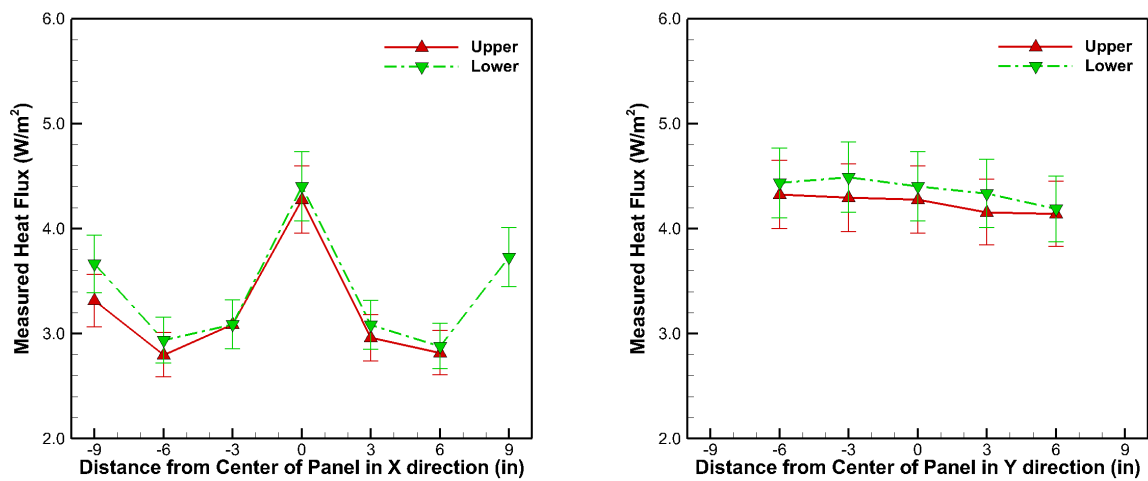 6.0
5.0
4.0
3.0
2.0
Measured Heat Flux (W/m²)
Upper
Lower
-9 -6 -3 0 3 6 9
Distance from Center of Panel in X direction (in)
6.0
5.0
4.0
3.0
2.0
Measured Heat Flux (W/m²)
Upper
Lower
-9 -6 -3 0 3 6 9
Distance from Center of Panel in Y direction (in)